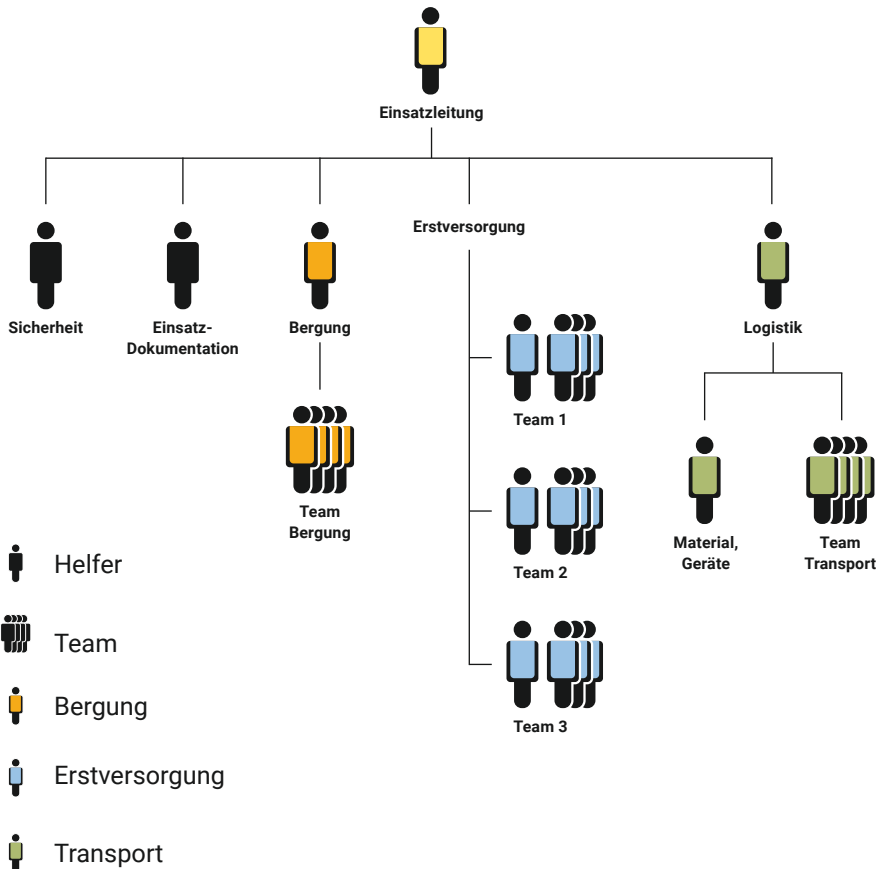 Einsatzleitung
Erstversorgung
Sicherheit
Einsatz-
Dokumentation
Bergung
Logistik
Team 1
Team
Bergung
Team 2
Material,
Geräte
Team
Transport
Team 3
Helfer
Team
Bergung
Erstversorgung
Transport